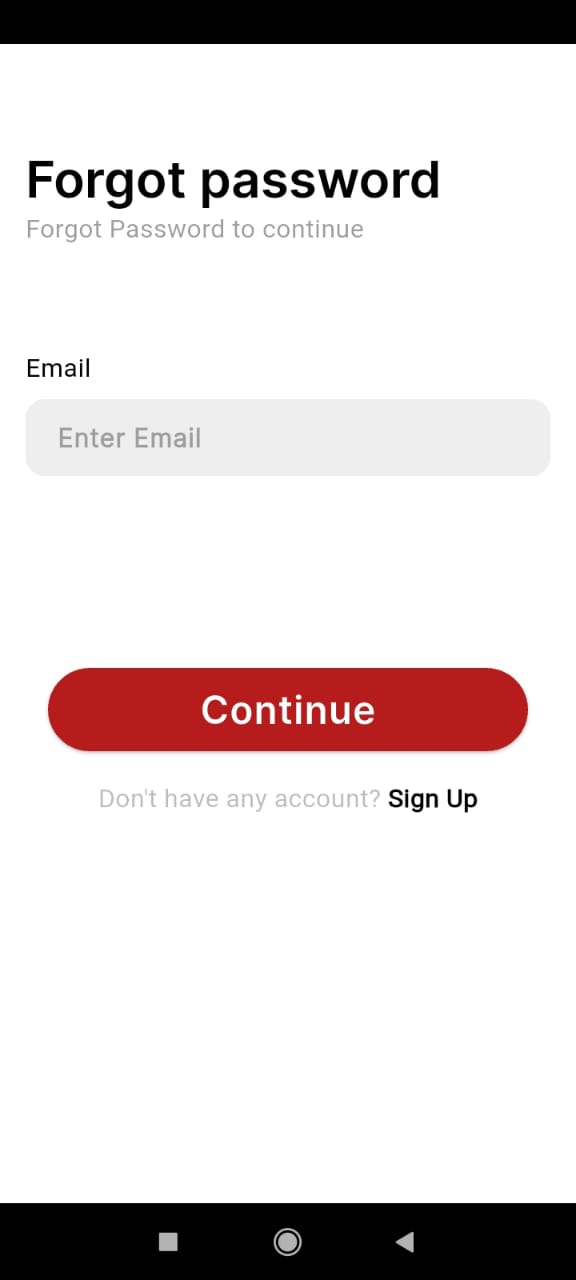 Forgot password
Forgot Password to continue
Email
Enter Email
Continue
Don't have any account? Sign Up